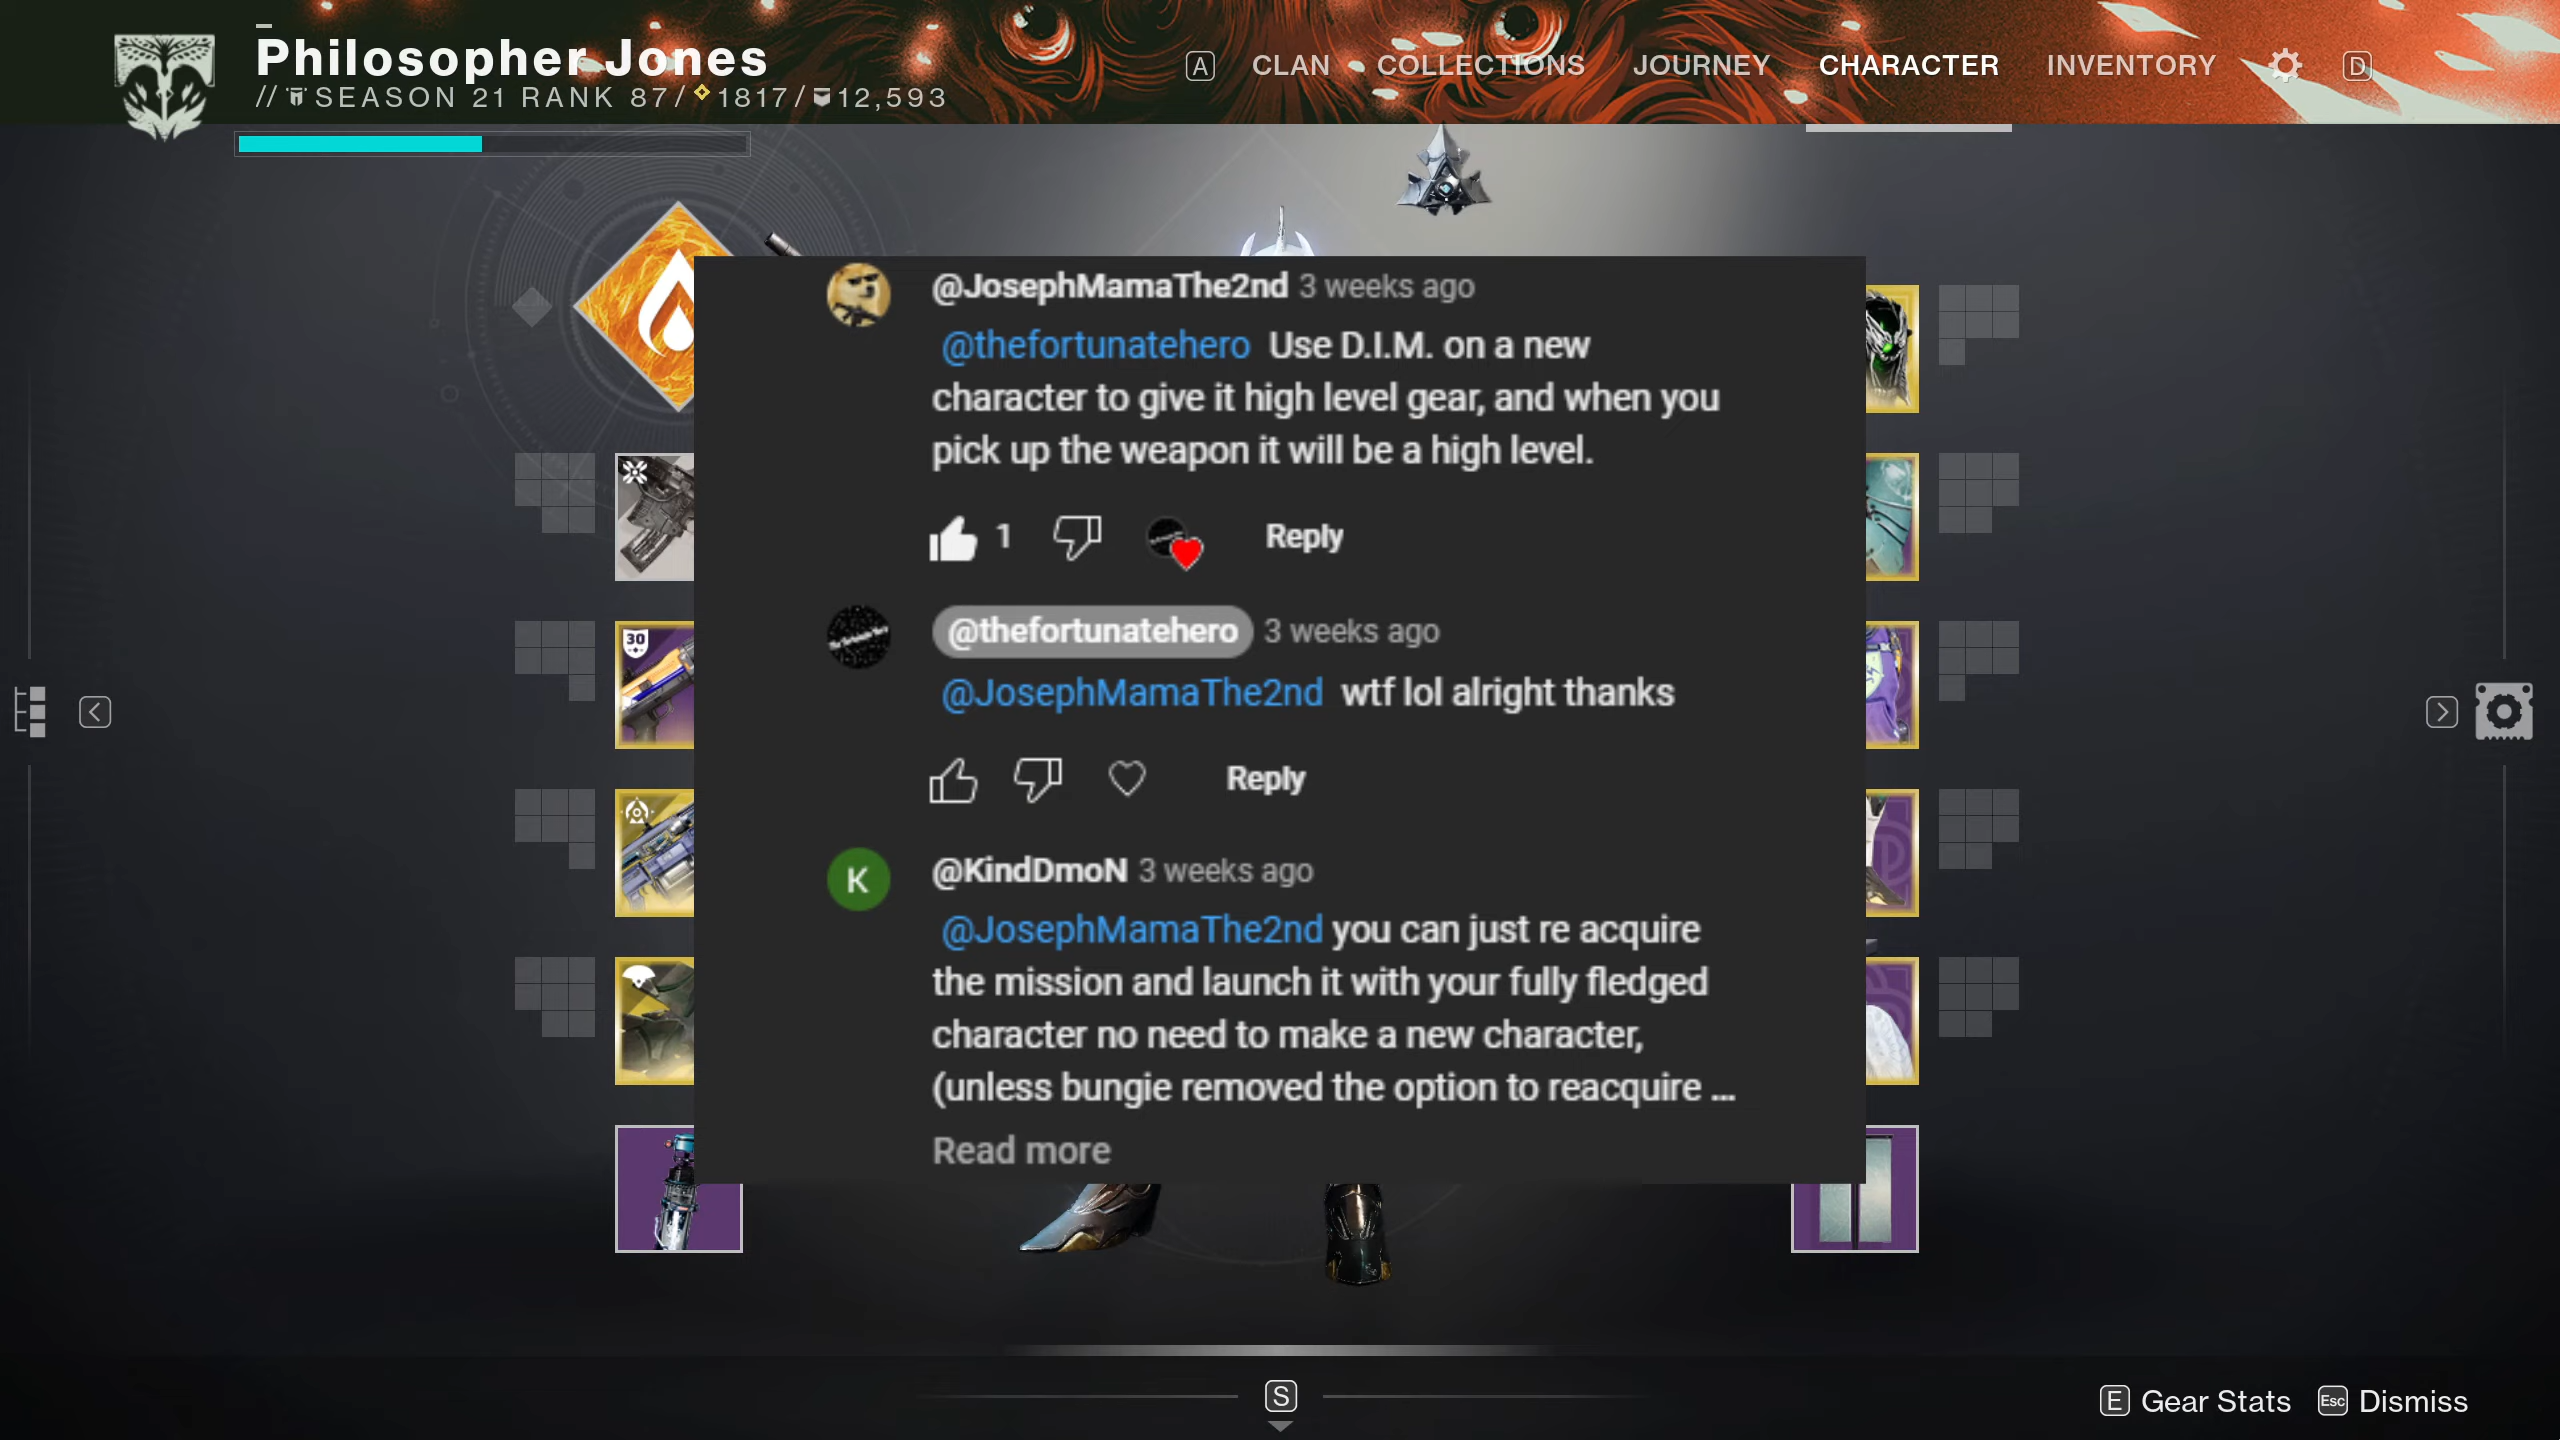 Philosopher Jones
// SEASON 21 RANK 87/ 1817/ 12,593
A CLAN COLLECTIONS JOURNEY CHARACTER INVENTORY D
@JosephMamaThe2nd 3 weeks ago
@thefortunatehero Use D.I.M. on a new
character to give it high level gear, and when you
pick up the weapon it will be a high level.
1 Reply
@thefortunatehero 3 weeks ago
@JosephMamaThe2nd wtf lol alright thanks
Reply
30
K @KindDmoN 3 weeks ago
@JosephMamaThe2nd you can just re acquire
the mission and launch it with your fully fledged
character no need to make a new character,
(unless bungie removed the option to reacquire ...
Read more
S
E Gear Stats Esc Dismiss